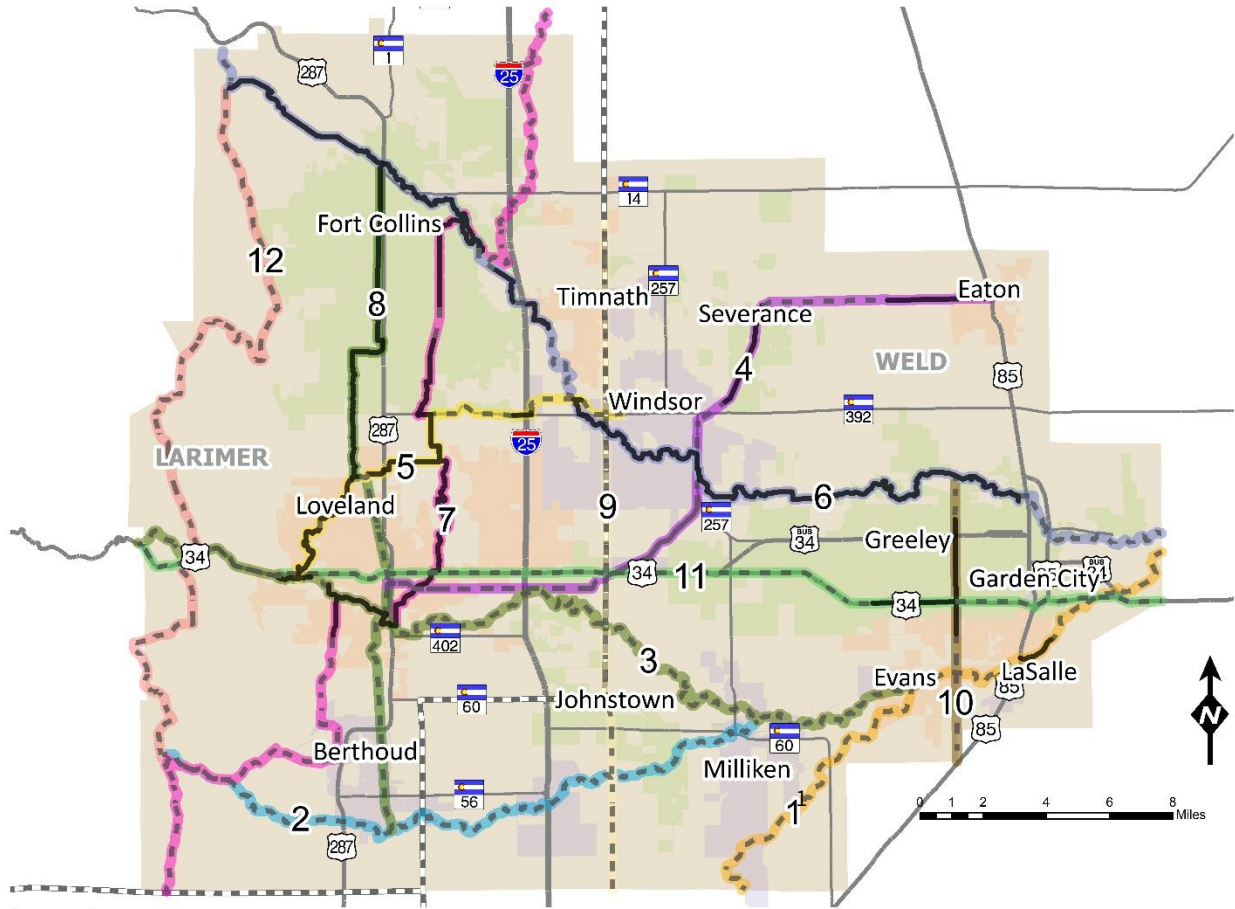 1
287
25
14
Fort Collins
12
257
Timnath
Eaton
8
Severance
WELD
4
85
Windsor
392
287
25
LARIMER
5
Loveland
6
7
9
257
BUS
34
Greeley
34
34
11
Garden City
BUS
34
402
3
Evans
LaSalle
85
60
Johnstown
10
85
Berthoud
60
Milliken
56
1
1
2
287
N
0 1 2 4 6 8
Miles